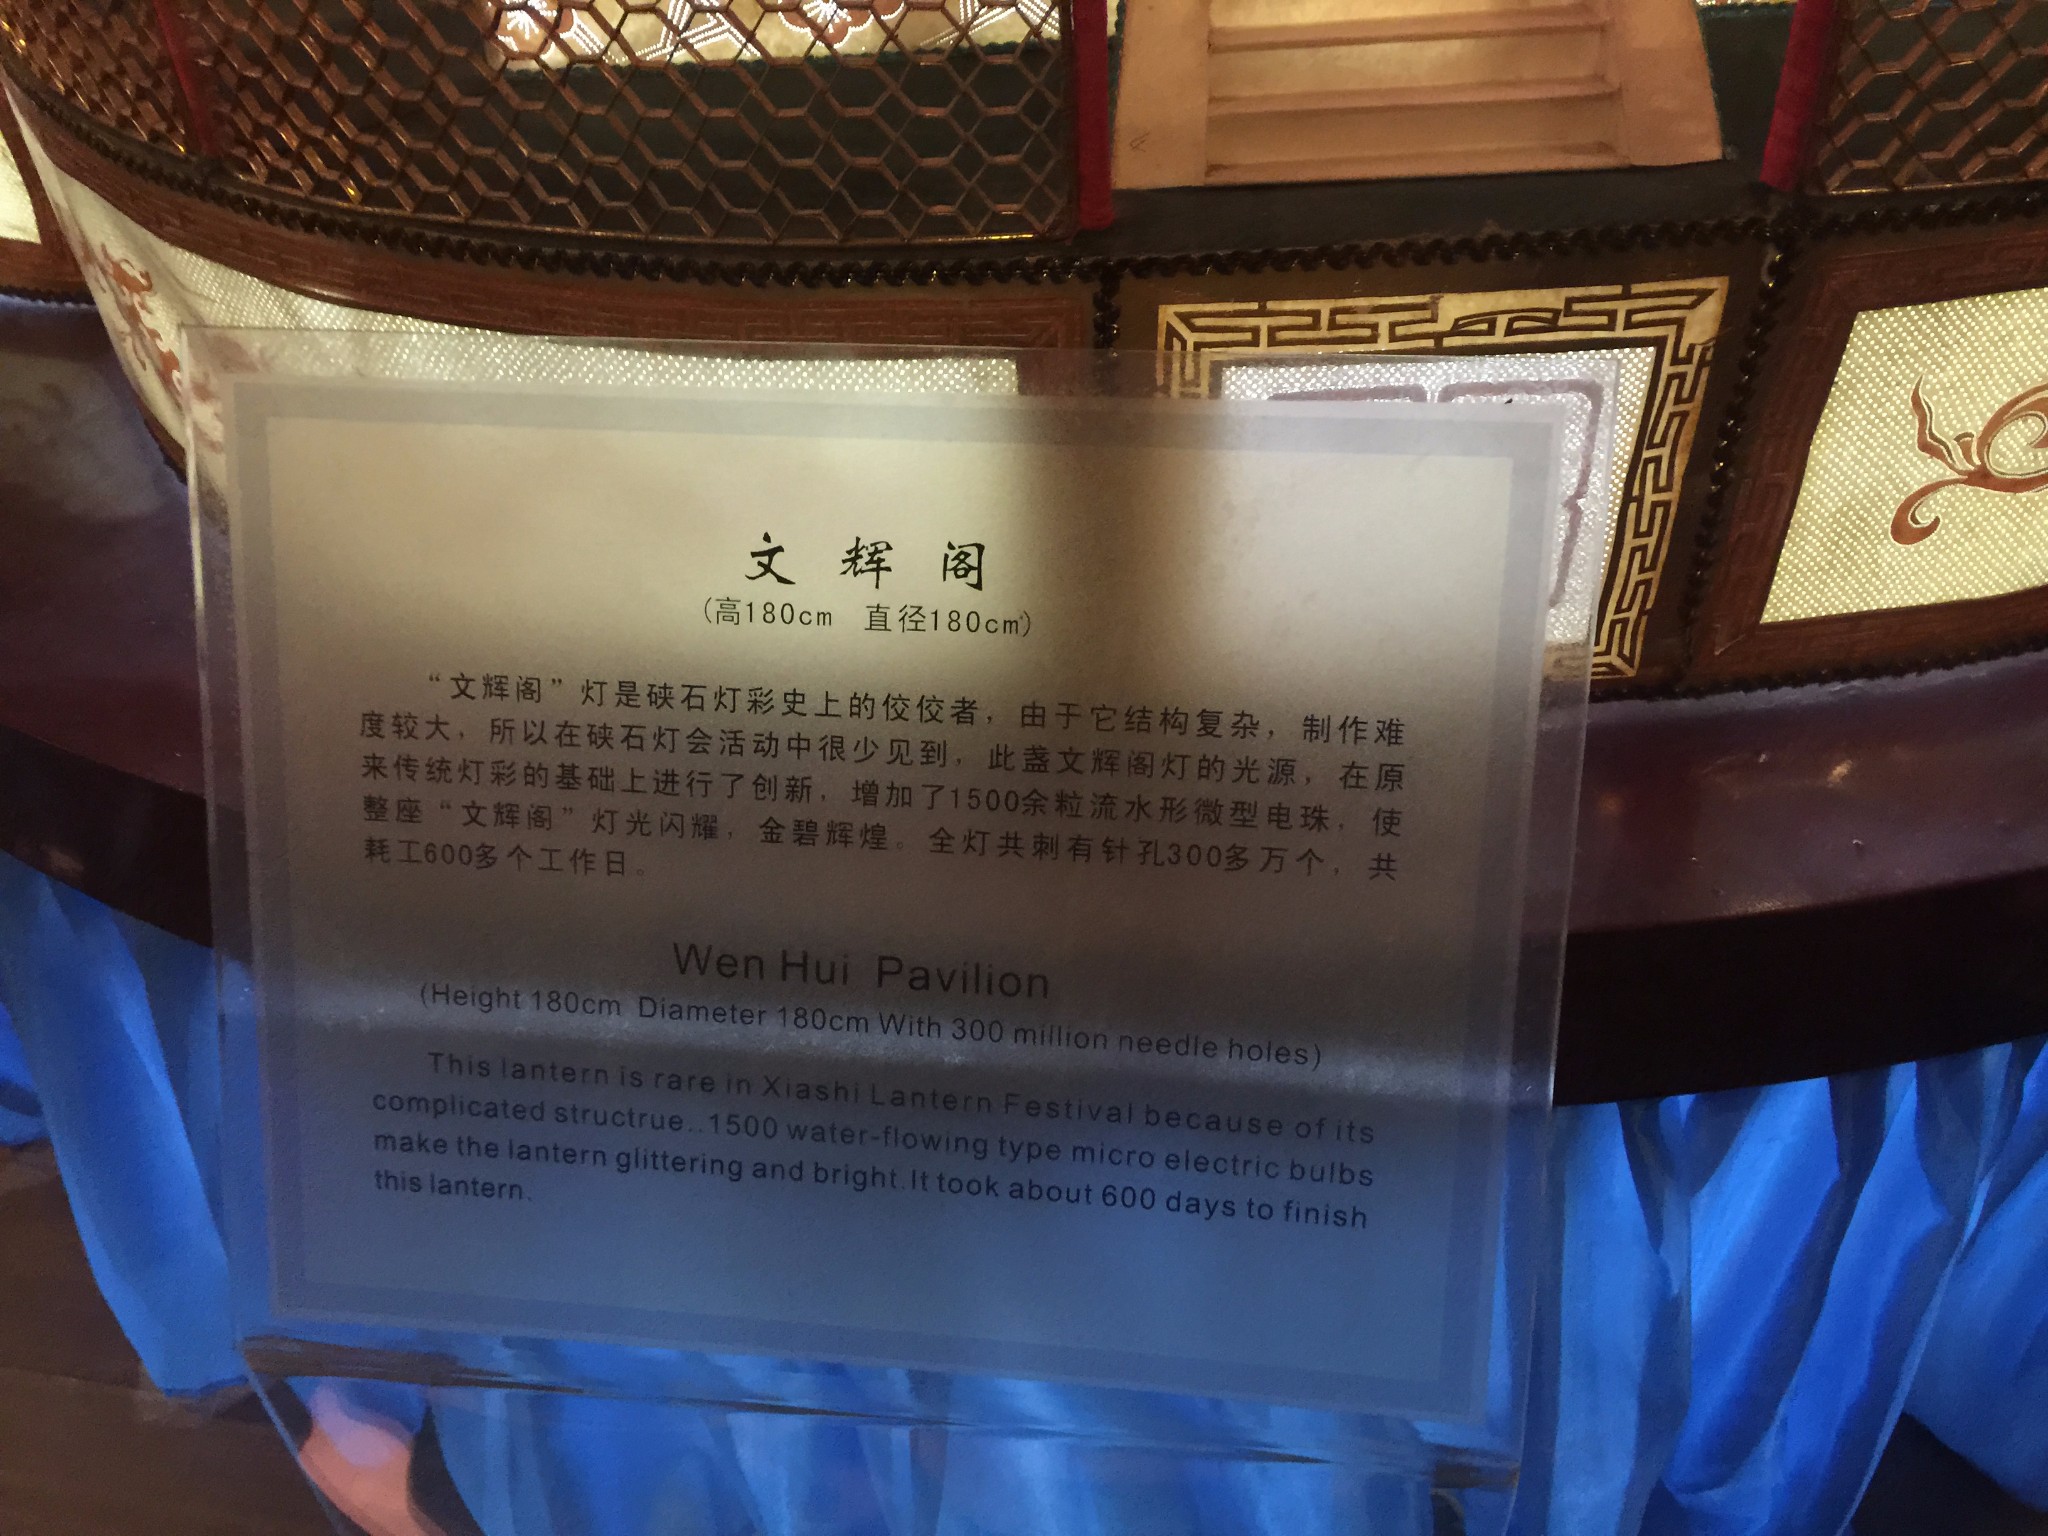 文 辉 阁
(高180cm 直径180cm)
“文辉阁”灯是硖石灯彩史上的佼佼者，由于它结构复杂，制作难
度较大，所以在硖石灯会活动中很少见到，此盏文辉阁灯的光源，在原
来传统灯彩的基础上进行了创新，增加了1500余粒流水形微型电珠，使
整座“文辉阁”灯光闪耀，金碧辉煌。全灯共刺有针孔300多万个，共
耗工600多个工作日。
Wen Hui Pavilion
(Height 180cm Diameter 180cm With 300 million needle holes)
This lantern is rare in Xiashi Lantern Festival because of its
complicated structrue..1500 water-flowing type micro electric bulbs
make the lantern glittering and bright.It took about 600 days to finish
this lantern.